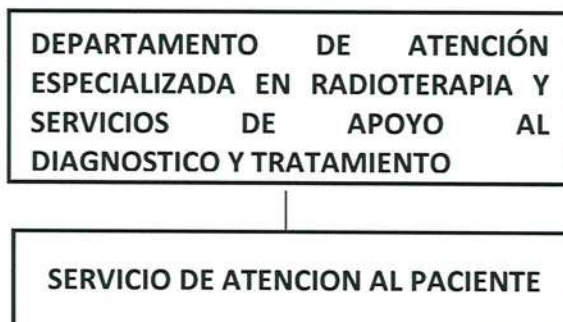 DEPARTAMENTO DE ATENCIÓN
ESPECIALIZADA EN RADIOTERAPIA Y
SERVICIOS DE APOYO AL
DIAGNOSTICO Y TRATAMIENTO
SERVICIO DE ATENCION AL PACIENTE